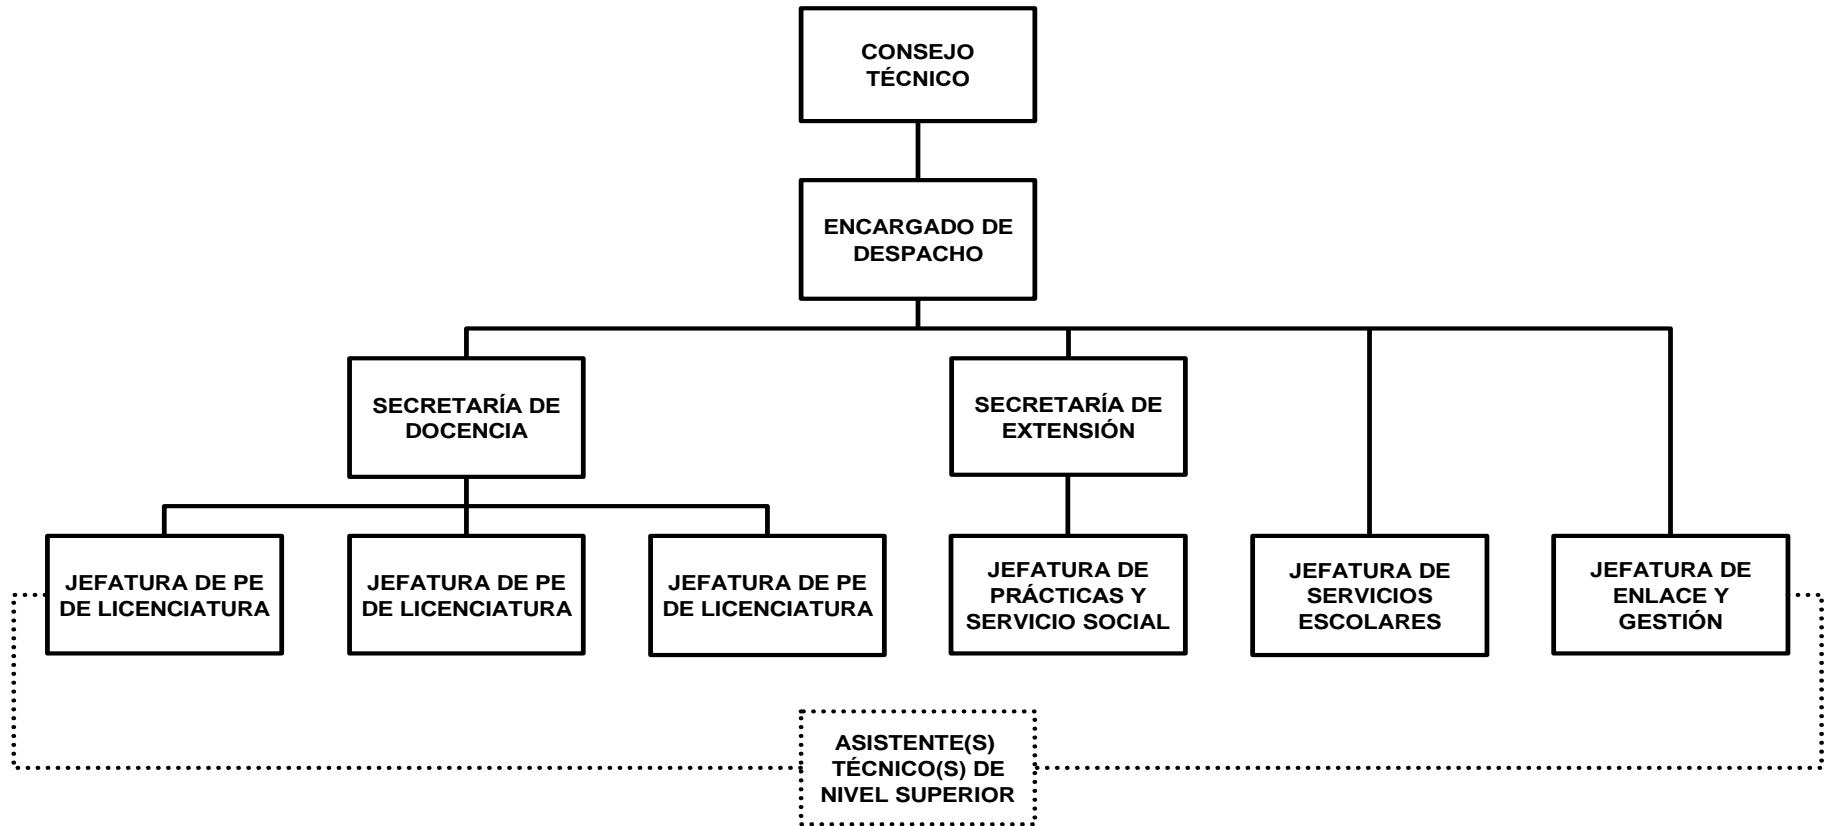 CONSEJO
TÉCNICO
ENCARGADO DE
DESPACHO
SECRETARÍA DE
DOCENCIA
SECRETARÍA DE
EXTENSIÓN
JEFATURA DE PE
DE LICENCIATURA
JEFATURA DE PE
DE LICENCIATURA
JEFATURA DE PE
DE LICENCIATURA
JEFATURA DE
PRÁCTICAS Y
SERVICIO SOCIAL
JEFATURA DE
SERVICIOS
ESCOLARES
JEFATURA DE
ENLACE Y
GESTIÓN
ASISTENTE(S)
TÉCNICO(S) DE
NIVEL SUPERIOR